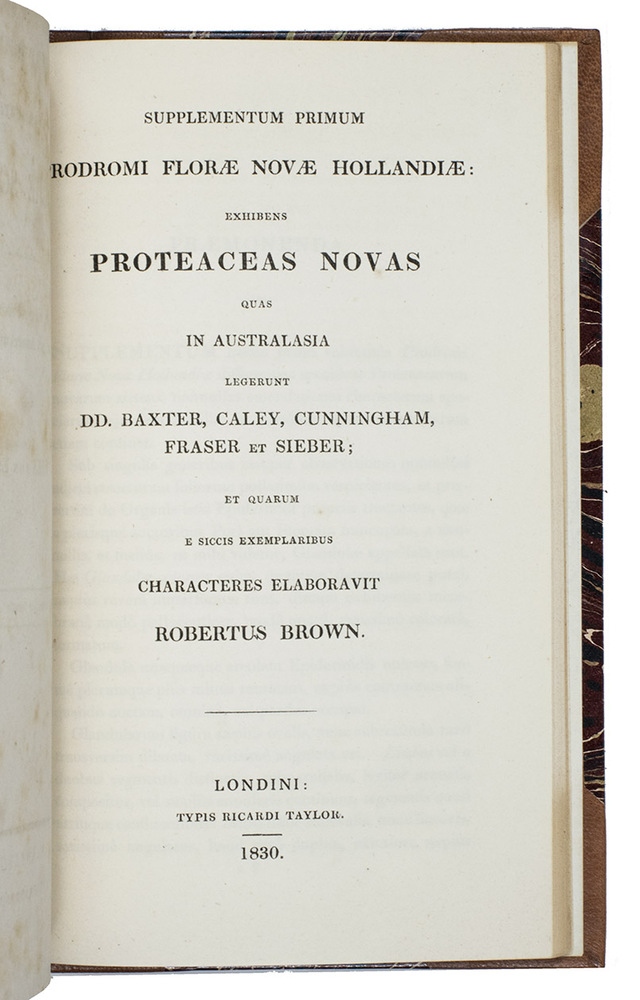 SUPPLEMENTUM PRIMUM
RODROMI FLORÆ NOVÆ HOLLANDIÆ:
EXHIBENS
PROTEACEAS NOVAS
QUAS
IN AUSTRALASIA
LEGERUNT
DD. BAXTER, CALEY, CUNNINGHAM,
FRASER ET SIEBER;
ET QUARUM
E SICCIS EXEMPLARIBUS
CHARACTERES ELABORAVIT
ROBERTUS BROWN.
LONDINI:
TYPIS RICARDI TAYLOR.
1830.